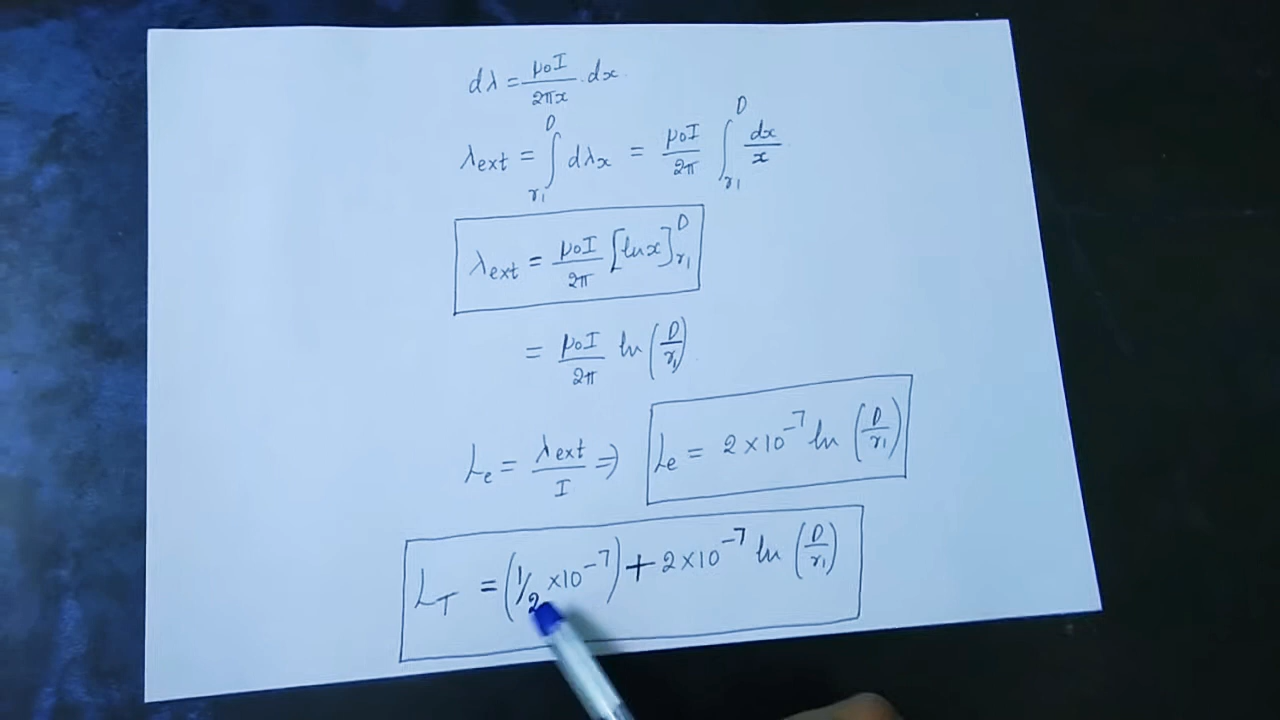 dλ = μ₀I/2πx · dx
λext = ∫_{r₁}^{D} dλx = μ₀I/2π ∫_{r₁}^{D} dx/x
λext = μ₀I/2π [ln x]_{r₁}^{D}
= μ₀I/2π ln (D/r₁)
Lₑ = λext/I ⇒ Lₑ = 2×10⁻⁷ ln (D/r₁)
L_T = (1/2 ×10⁻⁷) + 2×10⁻⁷ ln (D/r₁)